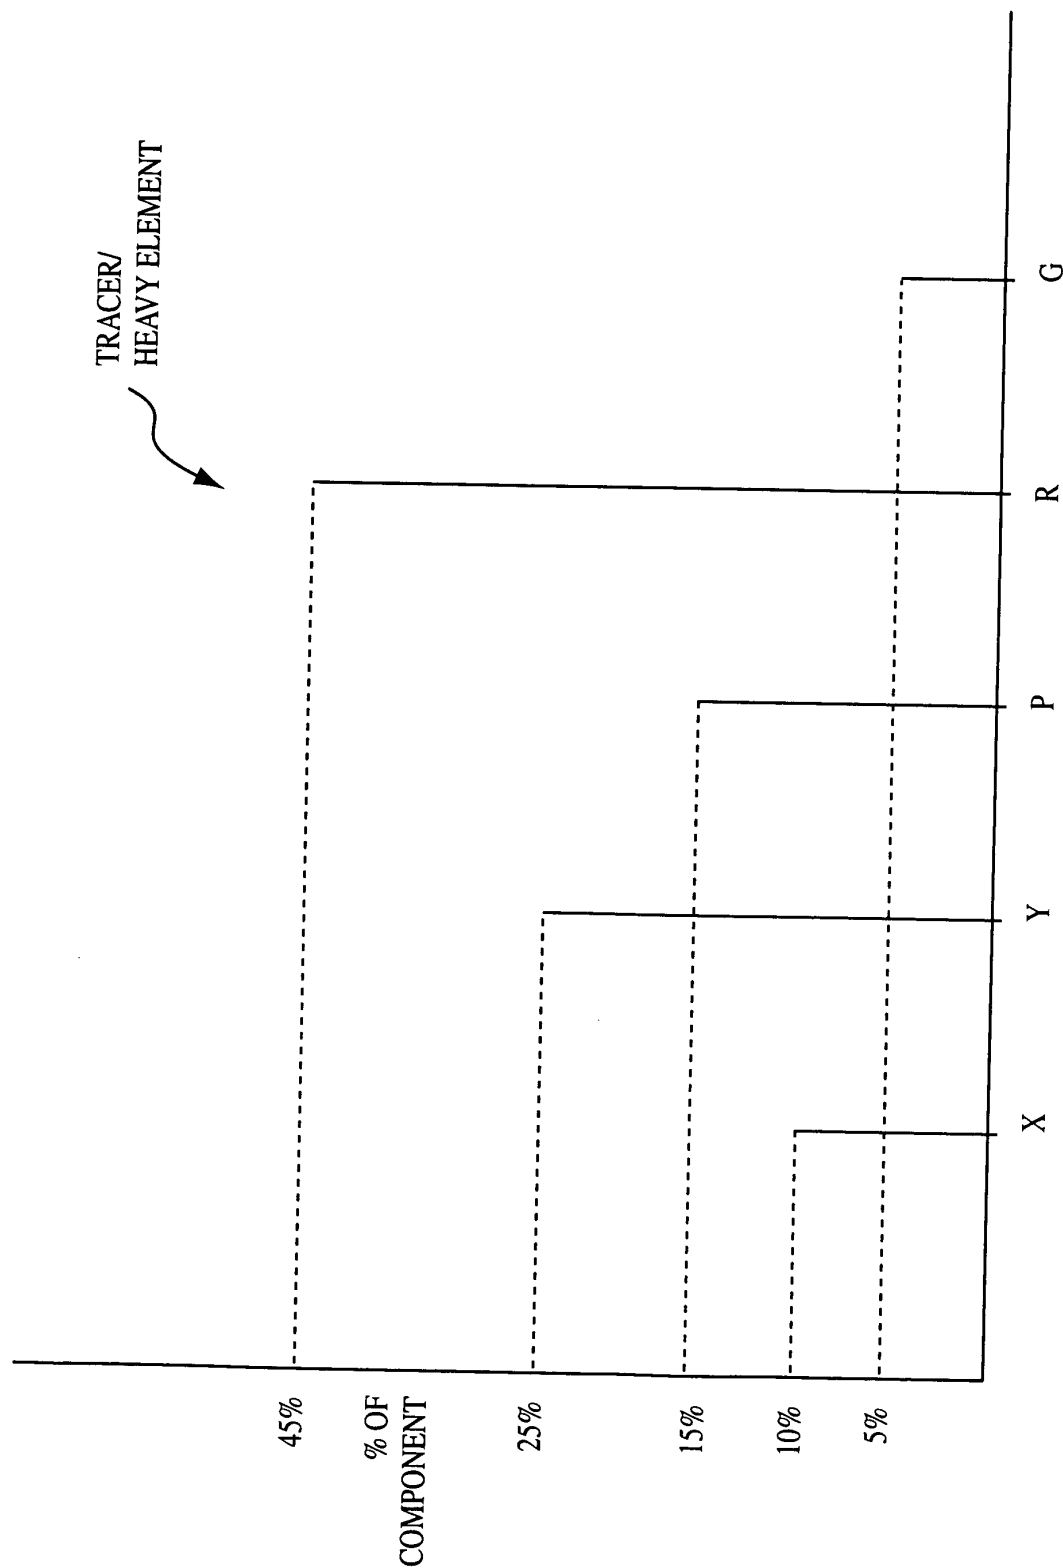 TRACER/
HEAVY ELEMENT
45%
% OF
COMPONENT
25%
15%
10%
5%
X
Y
P
R
G